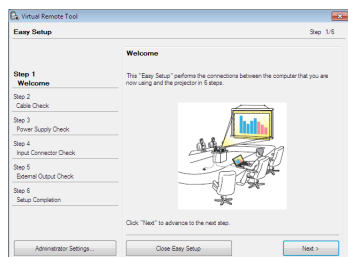 Virtual Remote Tool
Easy Setup
Step 1/6
Step 1
Welcome
Step 2
Cable Check
Step 3
Power Supply Check
Step 4
Input Connector Check
Step 5
External Output Check
Step 6
Setup Completion
Welcome
This "Easy Setup" performs the connections between the computer that you are
now using and the projector in 6 steps.
Click "Next" to advance to the next step.
Administrator Settings...
Close Easy Setup
Next >